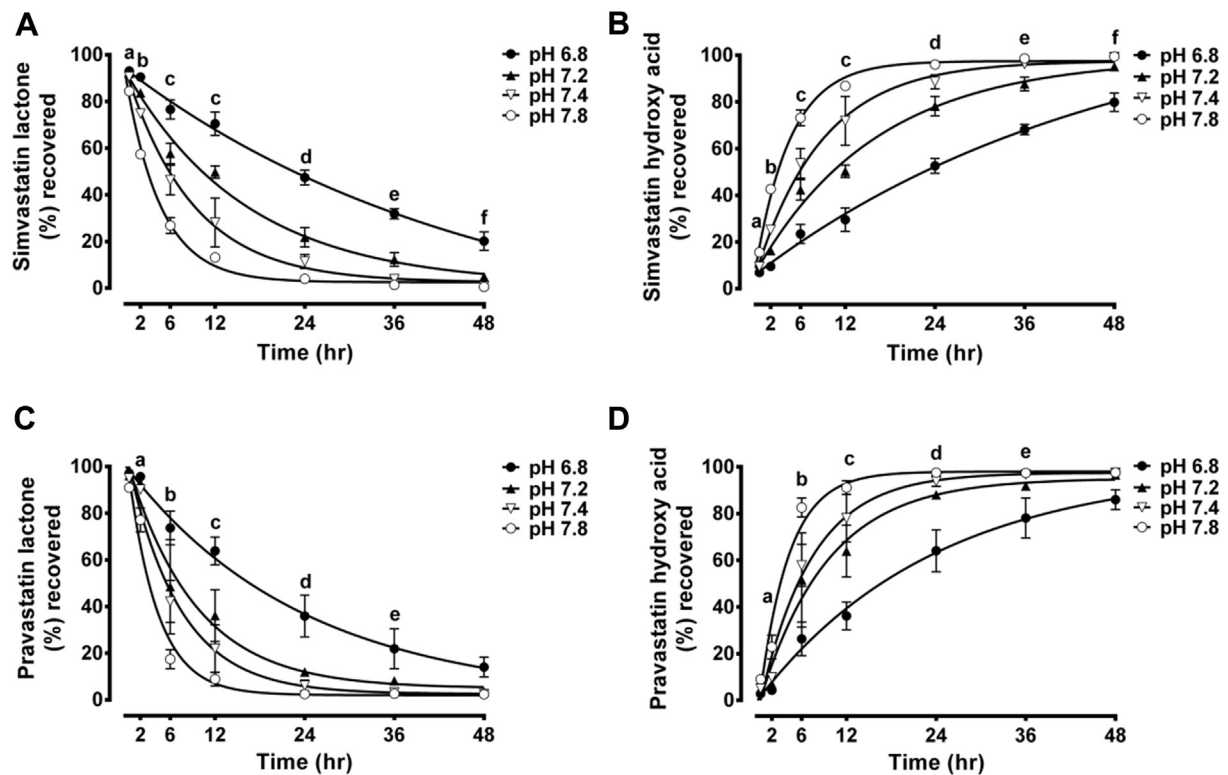 A
Simvastatin lactone
(%) recovered
100
80
60
40
20
0
a
b
c
c
d
e
f
pH 6.8
pH 7.2
pH 7.4
pH 7.8
2 6 12 24 36 48
Time (hr)
B
Simvastatin hydroxy acid
(%) recovered
100
80
60
40
20
0
a
b
c
c
d
e
f
pH 6.8
pH 7.2
pH 7.4
pH 7.8
2 6 12 24 36 48
Time (hr)
C
Pravastatin lactone
(%) recovered
100
80
60
40
20
0
a
b
c
d
e
pH 6.8
pH 7.2
pH 7.4
pH 7.8
2 6 12 24 36 48
Time (hr)
D
Pravastatin hydroxy acid
(%) recovered
100
80
60
40
20
0
a
b
c
d
e
pH 6.8
pH 7.2
pH 7.4
pH 7.8
2 6 12 24 36 48
Time (hr)